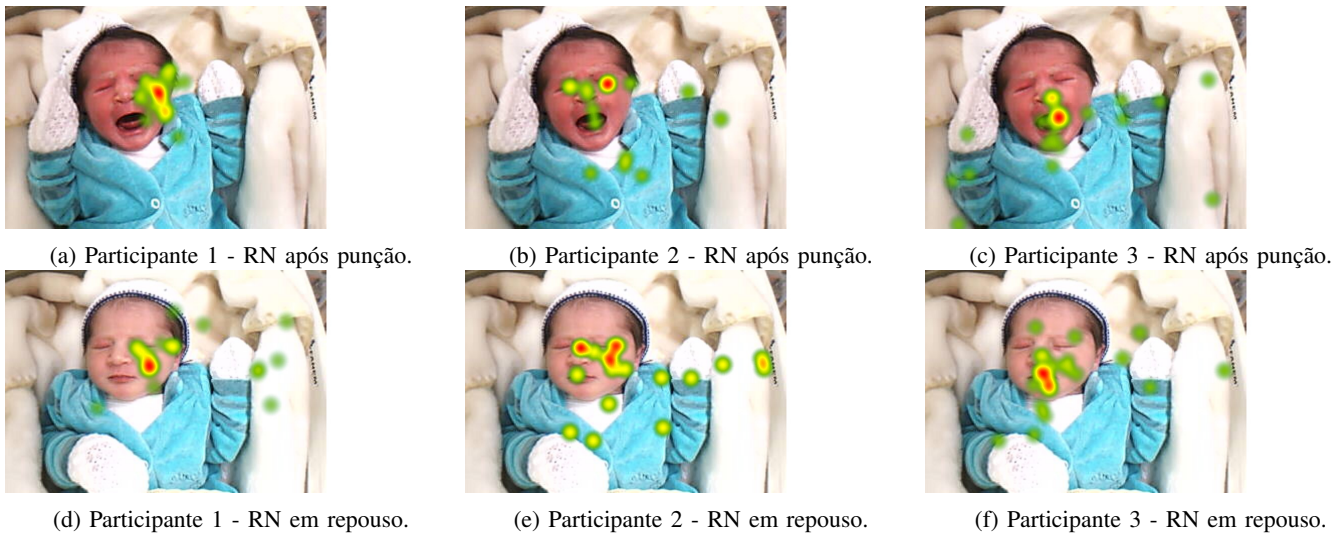 (a) Participante 1 - RN após punção.
(b) Participante 2 - RN após punção.
(c) Participante 3 - RN após punção.
(d) Participante 1 - RN em repouso.
(e) Participante 2 - RN em repouso.
(f) Participante 3 - RN em repouso.